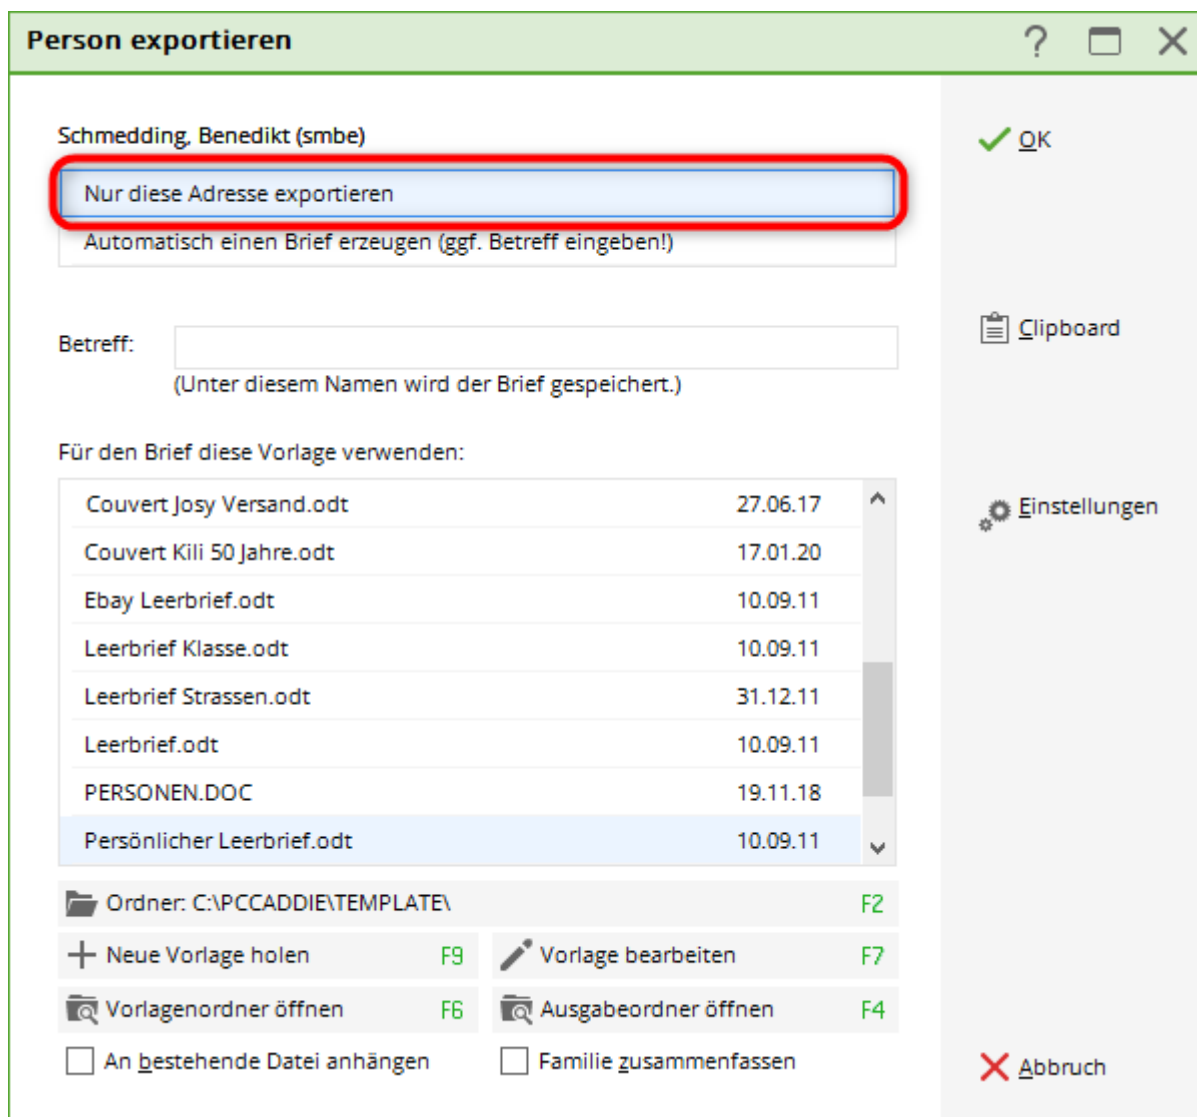 Person exportieren
Schmedding, Benedikt (smbe)
OK
Nur diese Adresse exportieren
Automatisch einen Brief erzeugen (ggf. Betreff eingeben!)
Clipboard
Betreff:
(Unter diesem Namen wird der Brief gespeichert.)
Für den Brief diese Vorlage verwenden:
Couvert Josy Versand.odt 27.06.17
Einstellungen
Couvert Kili 50 Jahre.odt 17.01.20
Ebay Leerbrief.odt 10.09.11
Leerbrief Klasse.odt 10.09.11
Leerbrief Strassen.odt 31.12.11
Leerbrief.odt 10.09.11
PERSONEN.DOC 19.11.18
Persönlicher Leerbrief.odt 10.09.11
Ordner: C:\PCCADDIE\TEMPLATE\ F2
Neue Vorlage holen F9 Vorlage bearbeiten F7
Vorlagenordner öffnen F6 Ausgabeordner öffnen F4
An bestehende Datei anhängen Familie zusammenfassen
Abbruch